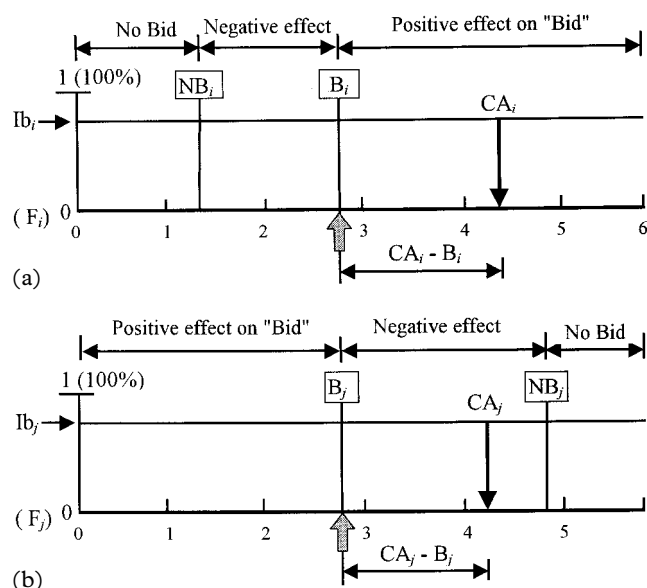 No Bid Negative effect Positive effect on "Bid"
1 (100%)
NBi Bi CAi
Ibi
(Fi) 0
0 1 2 3 4 5 6
CAi - Bi
(a)
Positive effect on "Bid" Negative effect No Bid
1 (100%)
Bj CAj NBj
Ibj
(Fj) 0
0 1 2 3 4 5
CAj - Bj
(b)